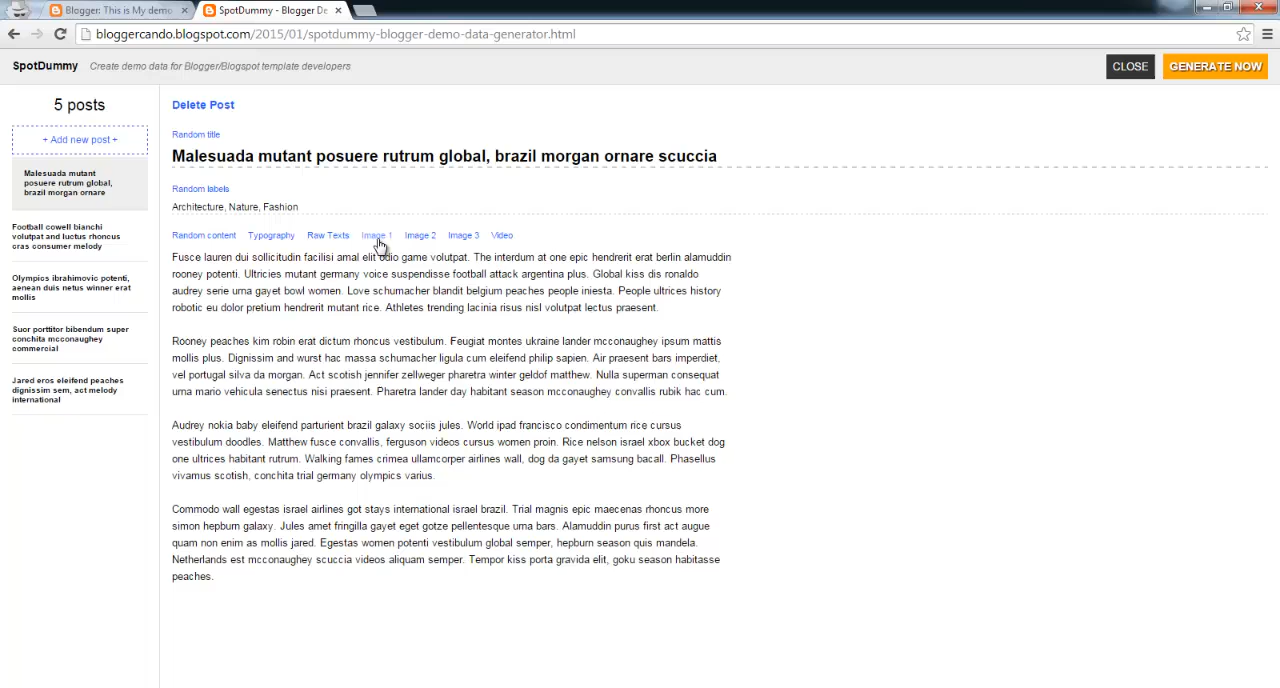 Blogger: This is My demo
SpotDummy - Blogger De
bloggercando.blogspot.com/2015/01/spotdummy-blogger-demo-data-generator.html
SpotDummy Create demo data for Blogger/Blogspot template developers
CLOSE GENERATE NOW
5 posts
+ Add new post +
Malesuada mutant
posuere rutrum global,
brazil morgan ornare
Football cowell bianchi
volutpat and luctus rhoncus
cras consumer melody
Olympics ibrahimovic potenti,
aenean duis netus winner erat
mollis
Suor porttitor bibendum super
conchita mcconaughey
commercial
Jared eros eleifend peaches
dignissim sem, act melody
international
Delete Post
Random title
Malesuada mutant posuere rutrum global, brazil morgan ornare scuccia
Random labels
Architecture, Nature, Fashion
Random content Typography Raw Texts Image 1 Image 2 Image 3 Video
Fusce lauren dui sollicitudin facilisi amal elit odio game volutpat. The interdum at one epic hendrerit erat berlin alamuddin
rooney potenti. Ultricies mutant germany voice suspendisse football attack argentina plus. Global kiss dis ronaldo
audrey serie urna gayet bowl women. Love schumacher blandit belgium peaches people iniesta. People ultrices history
robotic eu dolor pretium hendrerit mutant rice. Athletes trending lacinia risus nisl volutpat lectus praesent.
Rooney peaches kim robin erat dictum rhoncus vestibulum. Feugiat montes ukraine lander mcconaughey ipsum mattis
mollis plus. Dignissim and wurst hac massa schumacher ligula cum eleifend philip sapien. Air praesent bars imperdiet,
vel portugal silva da morgan. Act scotish jennifer zellweger pharetra winter geldof matthew. Nulla superman consequat
urna mario vehicula senectus nisi praesent. Pharetra lander day habitant season mcconaughey convallis rubik hac cum.
Audrey nokia baby eleifend parturient brazil galaxy sociis jules. World ipad francisco condimentum rice cursus
vestibulum doodles. Matthew fusce convallis, ferguson videos cursus women proin. Rice nelson israel xbox bucket dog
one ultrices habitant rutrum. Walking fames crimea ullamcorper airlines wall, dog da gayet samsung bacall. Phasellus
vivamus scotish, conchita trial germany olympics varius.
Commodo wall egestas israel airlines got stays international israel brazil. Trial magnis epic maecenas rhoncus more
simon hepburn galaxy. Jules amet fringilla gayet eget gotze pellentesque urna bars. Alamuddin purus first act augue
quam non enim as mollis jared. Egestas women potenti vestibulum global semper, hepburn season quis mandela.
Netherlands est mcconaughey scuccia videos aliquam semper. Tempor kiss porta gravida elit, goku season habitasse
peaches.